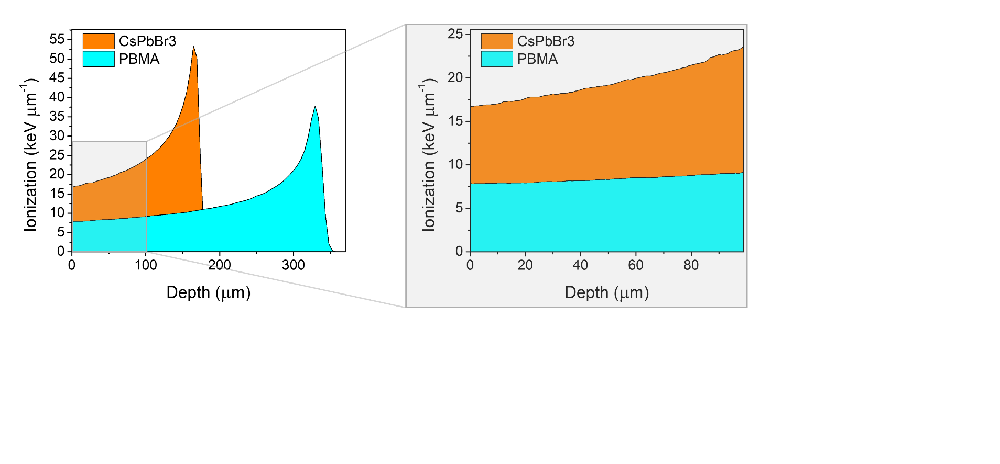 CsPbBr3
PBMA
Ionization (keV μm-1)
55
50
45
40
35
30
25
20
15
10
5
0
0 100 200 300
Depth (μm)
CsPbBr3
PBMA
Ionization (keV μm-1)
25
20
15
10
5
0
0 20 40 60 80
Depth (μm)